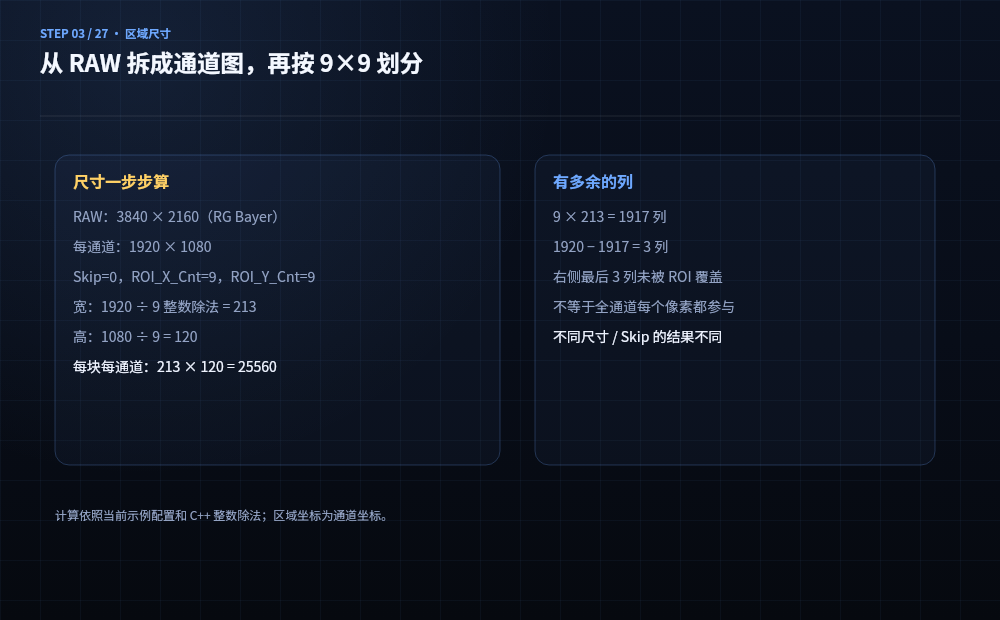 STEP 03 / 27 · 区域尺寸
从 RAW 拆成通道图，再按 9×9 划分
尺寸一步步算
RAW：3840 × 2160（RG Bayer）
每通道：1920 × 1080
Skip=0，ROI_X_Cnt=9，ROI_Y_Cnt=9
宽：1920 ÷ 9 整数除法 = 213
高：1080 ÷ 9 = 120
每块每通道：213 × 120 = 25560
有多余的列
9 × 213 = 1917 列
1920 − 1917 = 3 列
右侧最后 3 列未被 ROI 覆盖
不等于全通道每个像素都参与
不同尺寸 / Skip 的结果不同
计算依照当前示例配置和 C++ 整数除法；区域坐标为通道坐标。